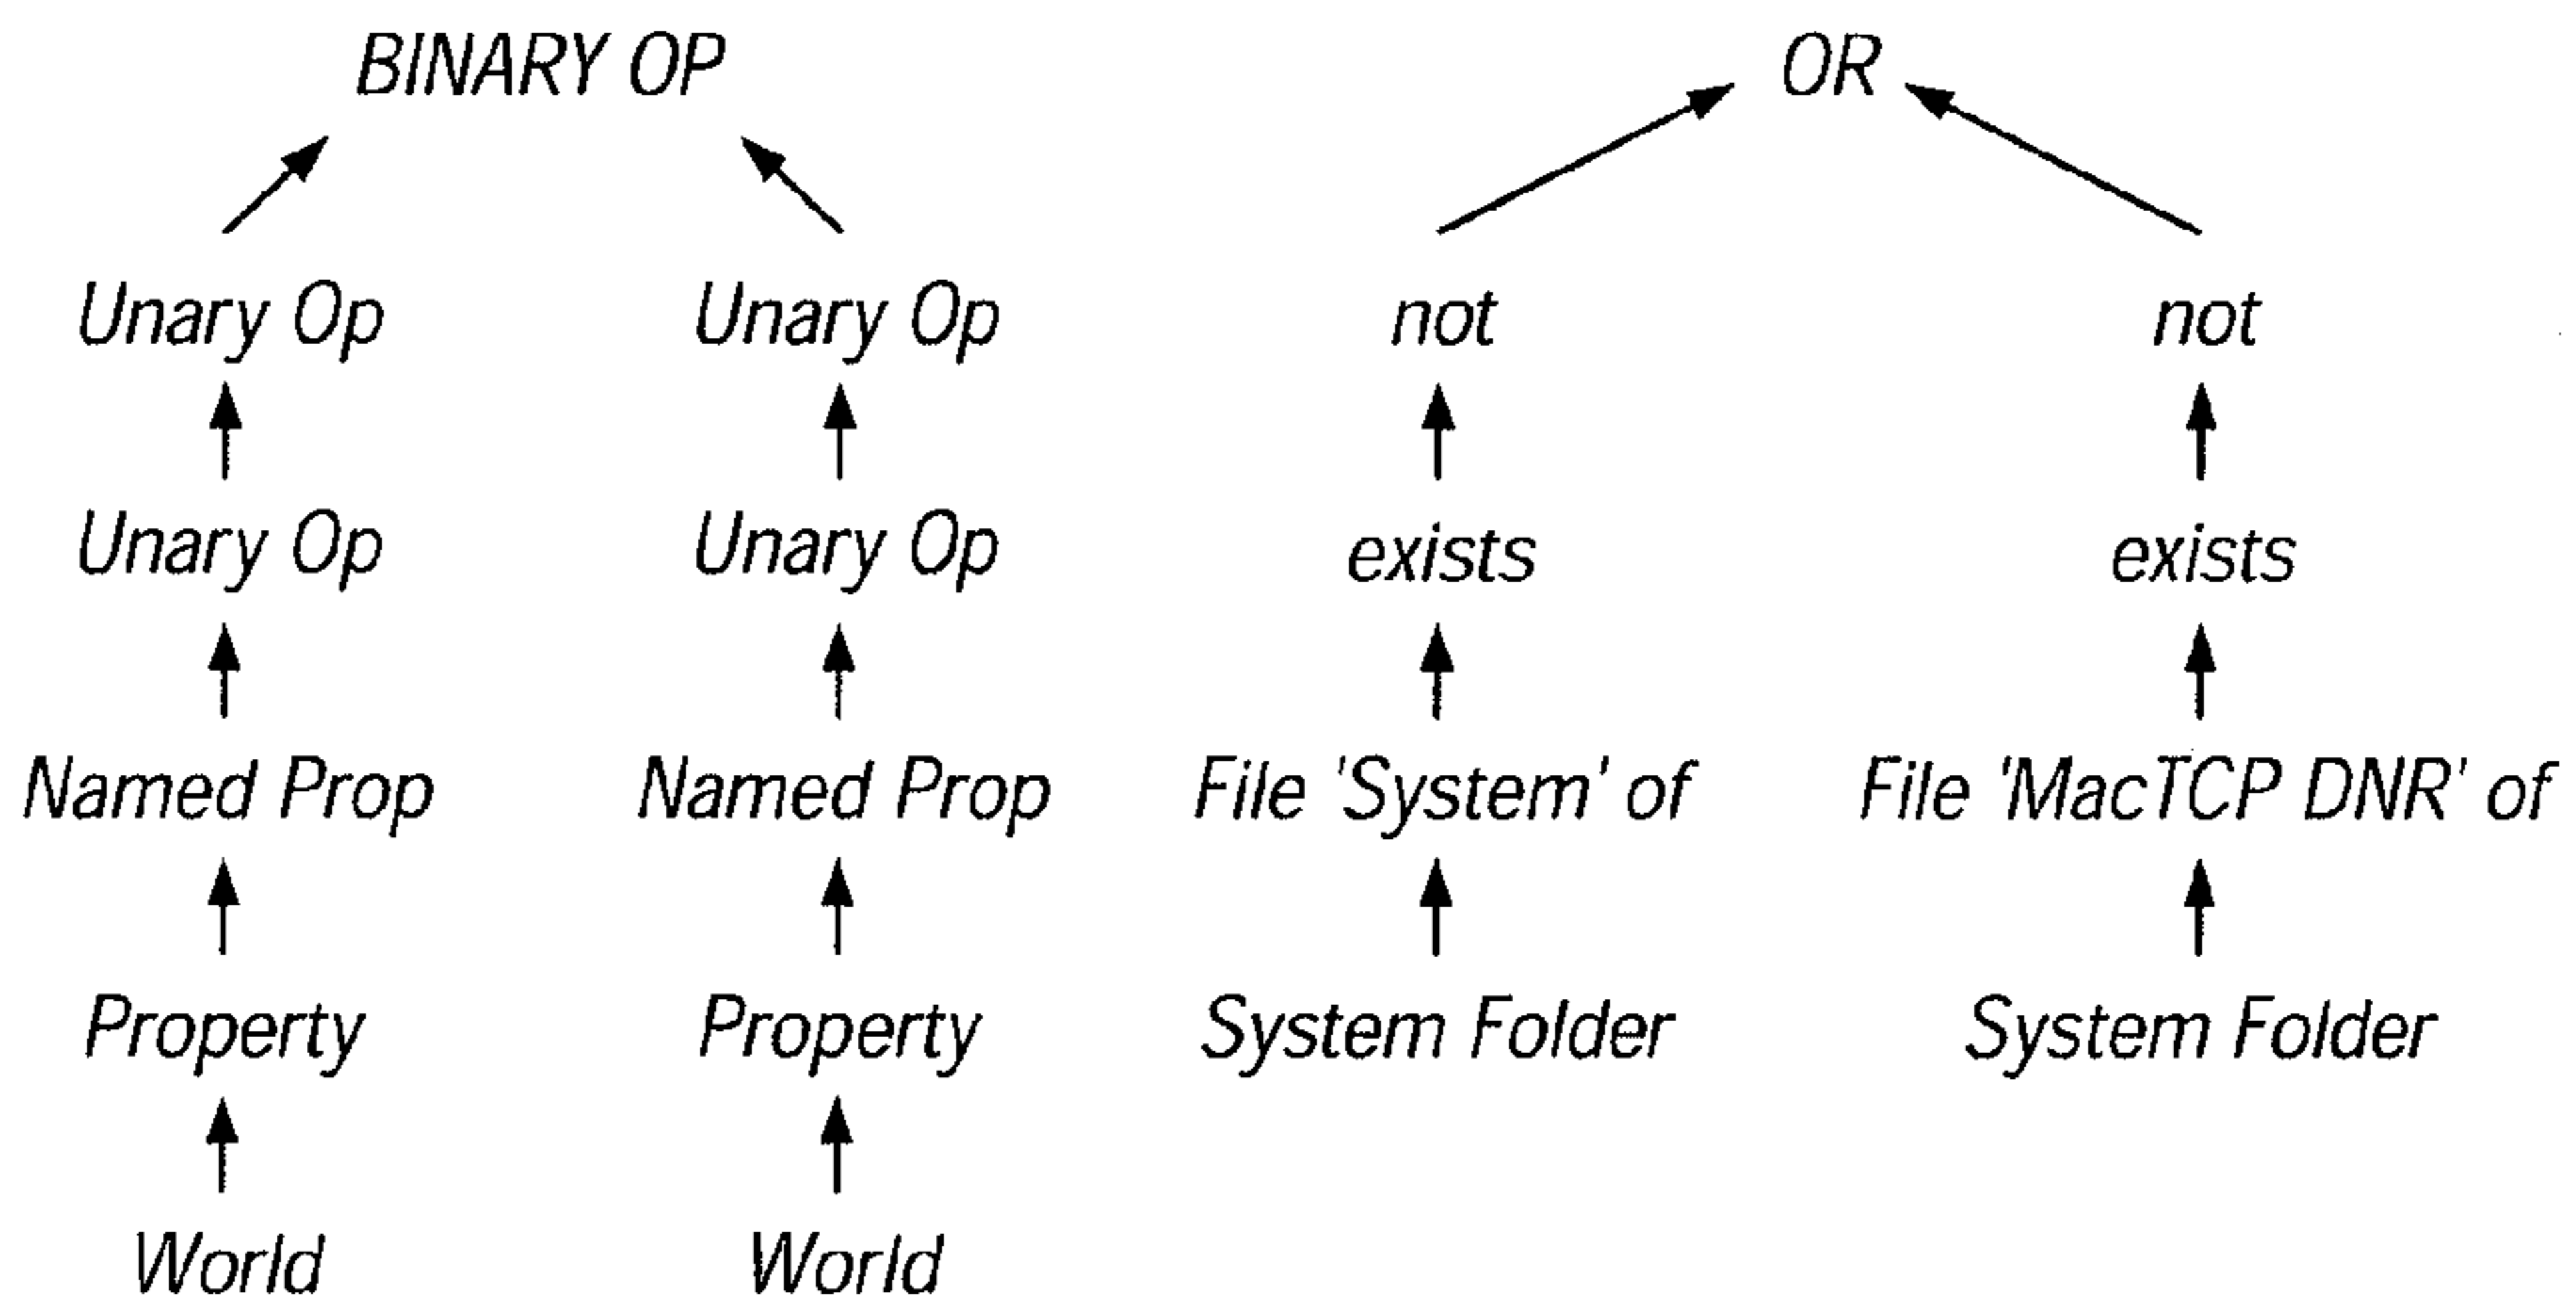 BINARY OP OR
Unary Op Unary Op not not
Unary Op Unary Op exists exists
Named Prop Named Prop File 'System' of File 'MacTCP DNR' of
Property Property System Folder System Folder
World World